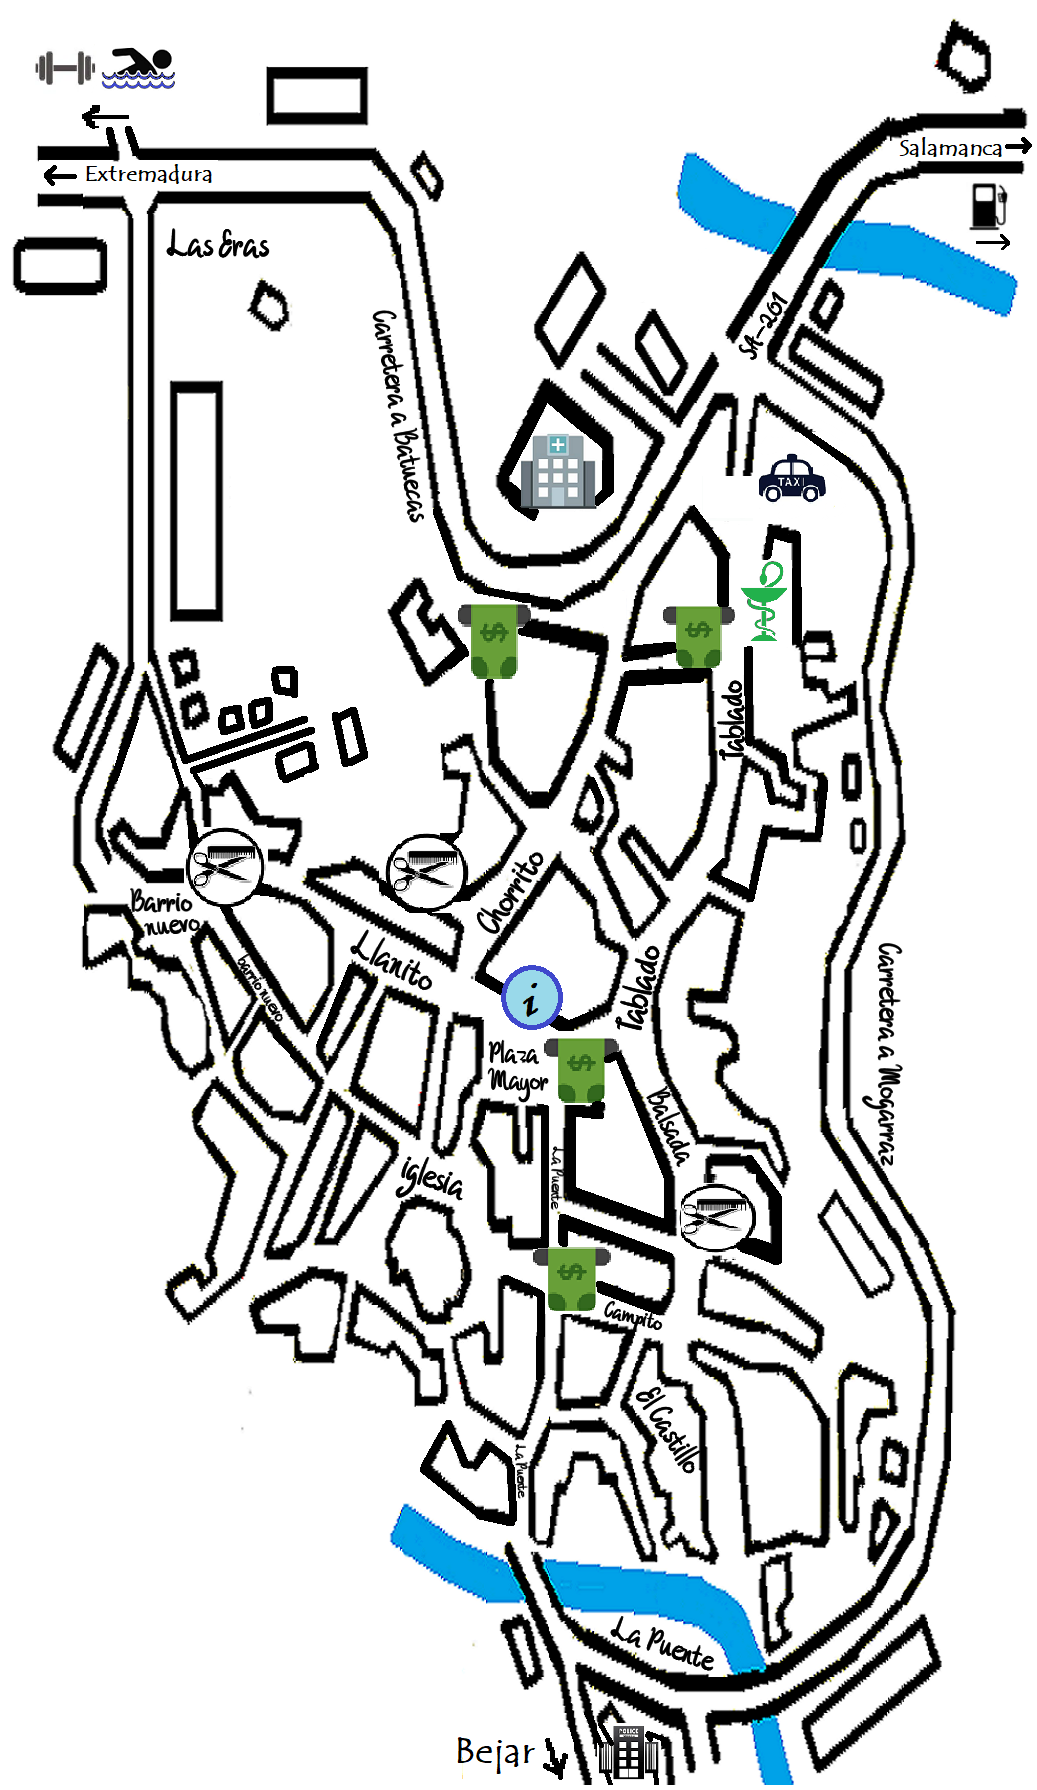 Extremadura
Salamanca
Las Eras
SA-201
Carretera a Batuecas
TAXI
Tablado
Barrio
nuevo
barrio nuevo
Llanito
Chorrito
i
Tablado
Carretera a Mogarraz
Plaza
Mayor
Balsada
La Puente
iglesia
Campito
El Castillo
La Puente
La Puente
POLICE
Bejar
$
$
$
$